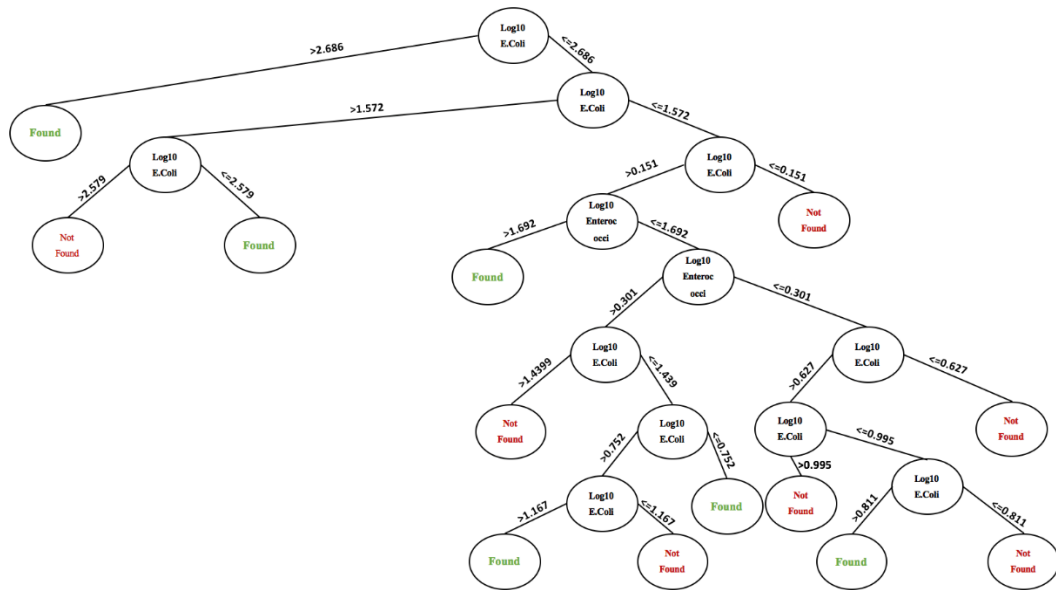 Log10
E.Coli
>2.686
<=2.686
Log10
E.Coli
>1.572
<=1.572
Found
Log10
E.Coli
Log10
E.Coli
>2.579
<=2.579
>0.151
<=0.151
Not
Found
Found
Log10
Enteroc
occi
Not
Found
>1.692
<=1.692
Found
Log10
Enteroc
occi
>0.301
<=0.301
Log10
E.Coli
Log10
E.Coli
>1.4399
<=1.439
>0.627
<=0.627
Not
Found
Log10
E.Coli
Log10
E.Coli
Not
Found
>0.752
<=0.752
>0.995
<=0.995
Log10
E.Coli
Found
Not
Found
Log10
E.Coli
>1.167
<=1.167
>0.811
<=0.811
Found
Not
Found
Found
Not
Found